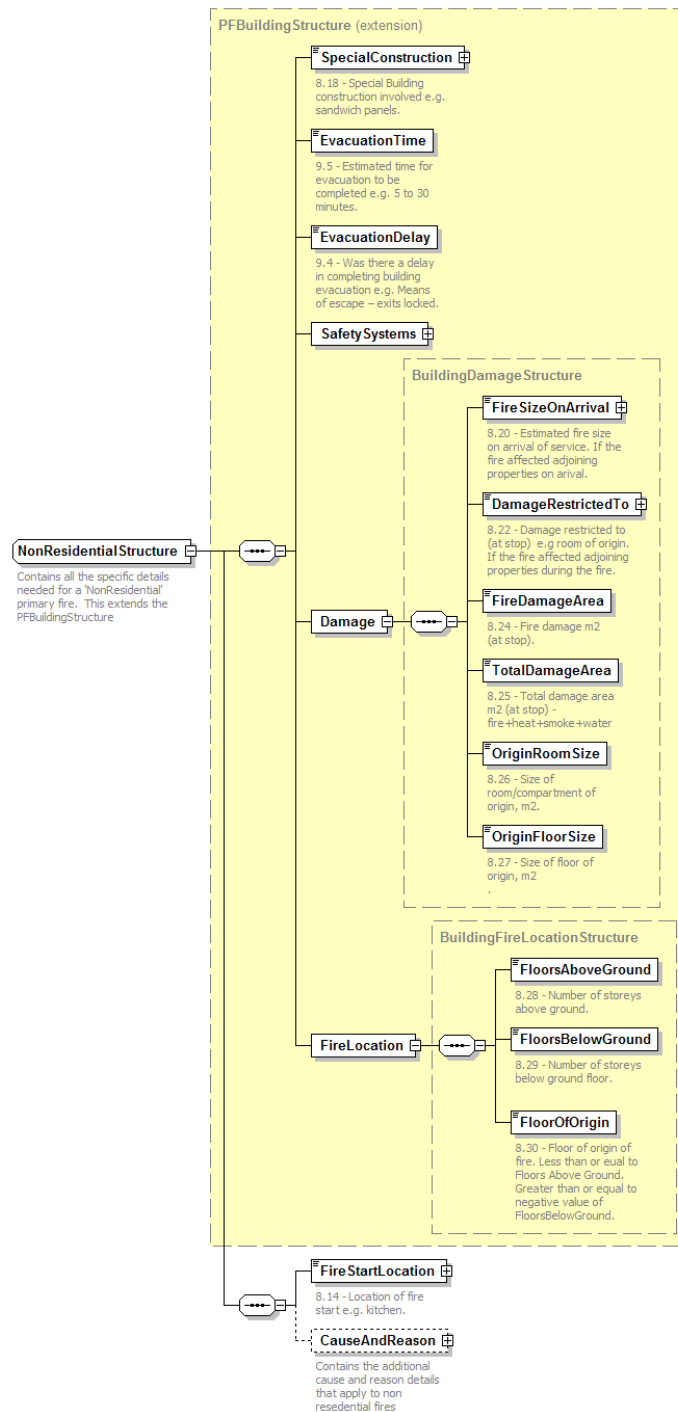 PFBuildingStructure (extension)
SpecialConstruction
8.18 - Special Building
construction involved e.g.
sandwich panels.
EvacuationTime
9.5 - Estimated time for
evacuation to be
completed e.g. 5 to 30
minutes.
EvacuationDelay
9.4 - Was there a delay
in completing building
evacuation e.g. Means
of escape – exits locked.
SafetySystems
BuildingDamageStructure
FireSizeOnArrival
8.20 - Estimated fire size
on arrival of service. If the
fire affected adjoining
properties on arival.
DamageRestrictedTo
8.22 - Damage restricted to
(at stop)  e.g room of origin.
If the fire affected adjoining
properties during the fire.
NonResidentialStructure
Contains all the specific details
needed for a 'NonResidential'
primary fire.  This extends the
PFBuildingStructure
Damage
FireDamageArea
8.24 - Fire damage m2
(at stop).
TotalDamageArea
8.25 - Total damage area
m2 (at stop) -
fire+heat+smoke+water
OriginRoomSize
8.26 - Size of
room/compartment of
origin, m2.
OriginFloorSize
8.27 - Size of floor of
origin, m2
.
BuildingFireLocationStructure
FloorsAboveGround
8.28 - Number of storeys
above ground.
FireLocation
FloorsBelowGround
8.29 - Number of storeys
below ground floor.
FloorOfOrigin
8.30 - Floor of origin of
fire. Less than or eual to
Floors Above Ground.
Greater than or equal to
negative value of
FloorsBelowGround.
FireStartLocation
8.14 - Location of fire
start e.g. kitchen.
CauseAndReason
Contains the additional
cause and reason details
that apply to non
resedential fires